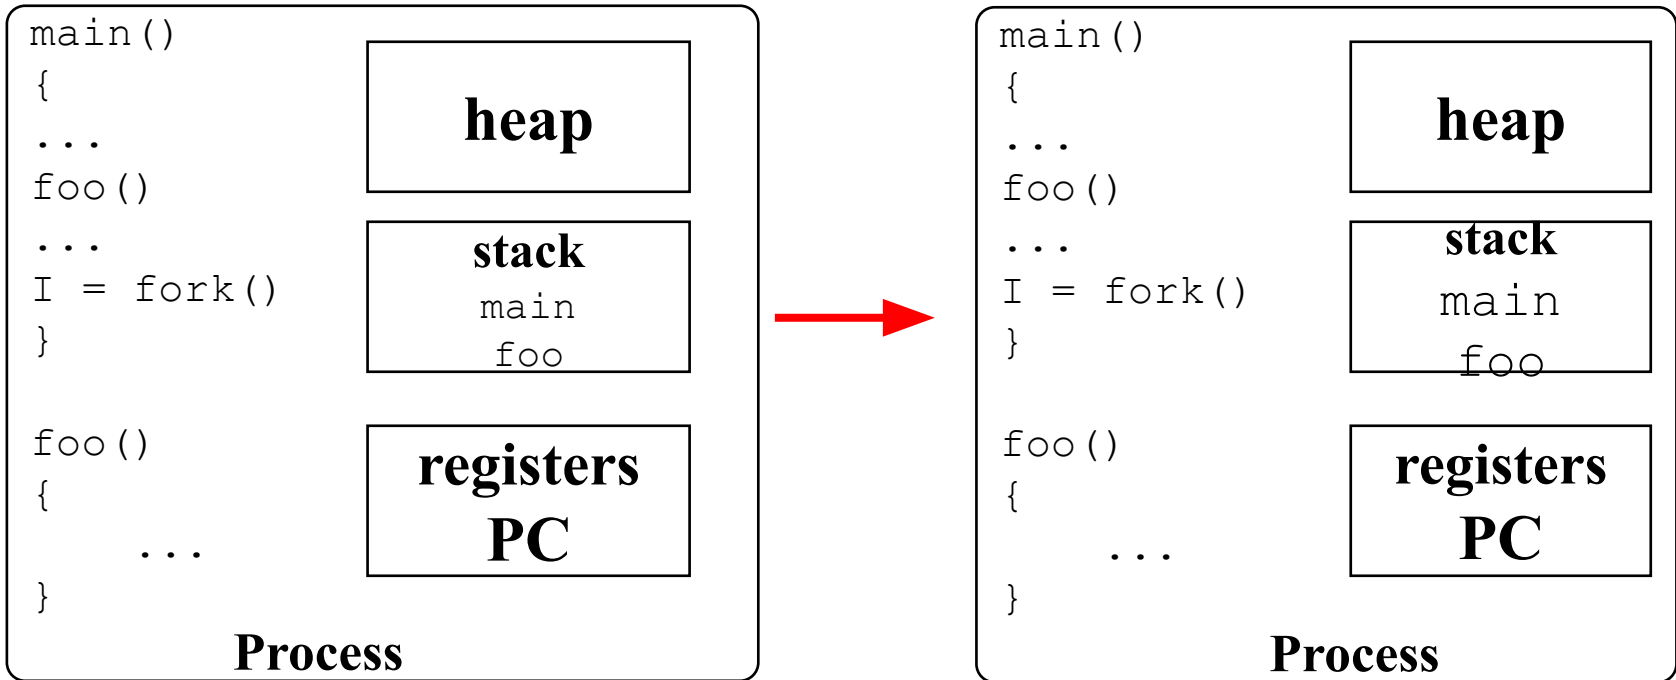 main()
{
...
foo()
...
I = fork()
}
foo()
{
...
}
heap
stack
main
foo
registers
PC
Process
main()
{
...
foo()
...
I = fork()
}
foo()
{
...
}
heap
stack
main
foo
registers
PC
Process